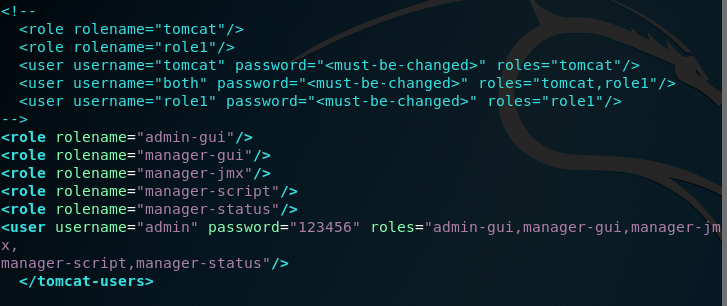 <!--
<role rolename="tomcat"/>
<role rolename="role1"/>
<user username="tomcat" password="<must-be-changed>" roles="tomcat"/>
<user username="both" password="<must-be-changed>" roles="tomcat,role1"/>
<user username="role1" password="<must-be-changed>" roles="role1"/>
-->
<role rolename="admin-gui"/>
<role rolename="manager-gui"/>
<role rolename="manager-jmx"/>
<role rolename="manager-script"/>
<role rolename="manager-status"/>
<user username="admin" password="123456" roles="admin-gui,manager-gui,manager-jm
x,
manager-script,manager-status"/>
</tomcat-users>